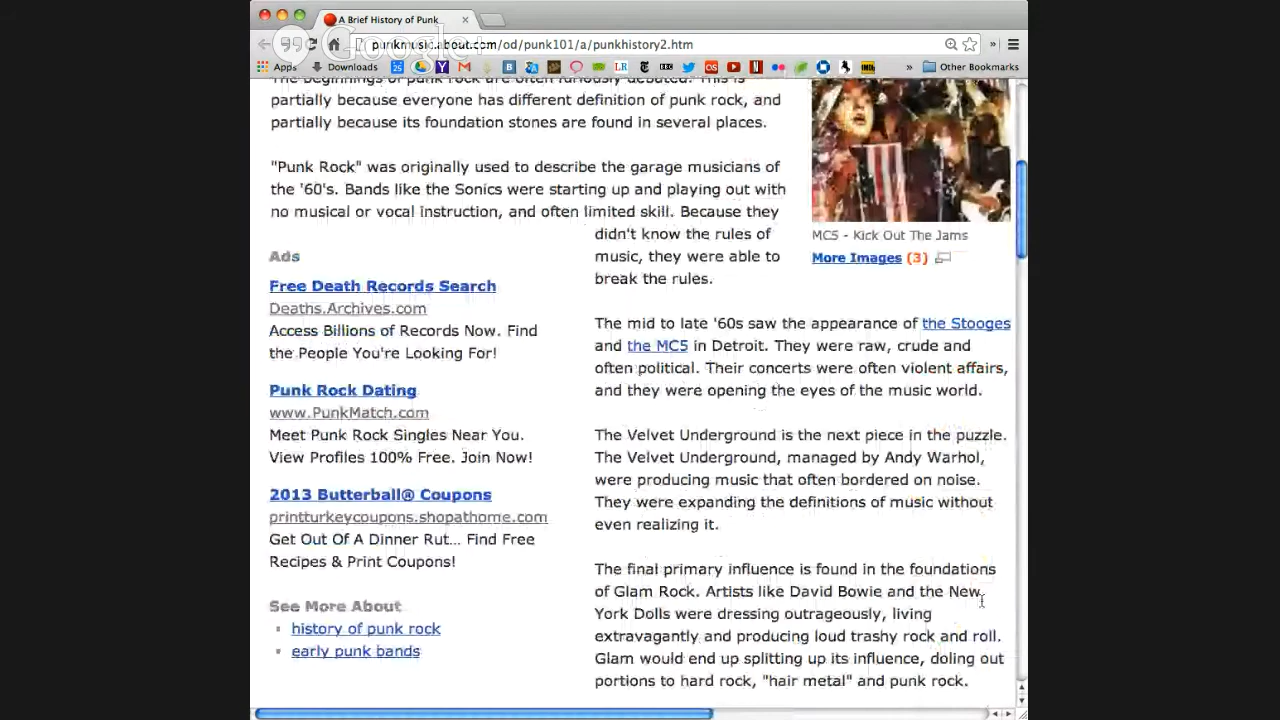 A Brief History of Punk
Google+
punkmusic.about.com/od/punk101/a/punkhistory2.htm
Apps
Downloads
Other Bookmarks
The beginnings of punk rock are often furiously debated. This is
partially because everyone has different definition of punk rock, and
partially because its foundation stones are found in several places.
"Punk Rock" was originally used to describe the garage musicians of
the '60's. Bands like the Sonics were starting up and playing out with
no musical or vocal instruction, and often limited skill. Because they
didn't know the rules of
music, they were able to
break the rules.
MC5 - Kick Out The Jams
More Images (3)
Ads
Free Death Records Search
Deaths.Archives.com
Access Billions of Records Now. Find
the People You're Looking For!
Punk Rock Dating
www.PunkMatch.com
Meet Punk Rock Singles Near You.
View Profiles 100% Free. Join Now!
2013 Butterball® Coupons
printturkeycoupons.shopathome.com
Get Out Of A Dinner Rut... Find Free
Recipes & Print Coupons!
See More About
history of punk rock
early punk bands
The mid to late '60s saw the appearance of the Stooges
and the MC5 in Detroit. They were raw, crude and
often political. Their concerts were often violent affairs,
and they were opening the eyes of the music world.
The Velvet Underground is the next piece in the puzzle.
The Velvet Underground, managed by Andy Warhol,
were producing music that often bordered on noise.
They were expanding the definitions of music without
even realizing it.
The final primary influence is found in the foundations
of Glam Rock. Artists like David Bowie and the New
York Dolls were dressing outrageously, living
extravagantly and producing loud trashy rock and roll.
Glam would end up splitting up its influence, doling out
portions to hard rock, "hair metal" and punk rock.